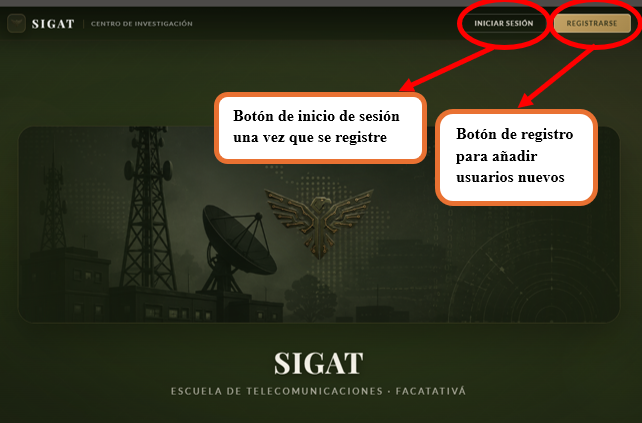 SIGAT CENTRO DE INVESTIGACIÓN INICIAR SESIÓN REGISTRARSE
Botón de inicio de sesión
una vez que se registre
Botón de registro
para añadir
usuarios nuevos
SIGAT
ESCUELA DE TELECOMUNICACIONES · FACATATIVÁ